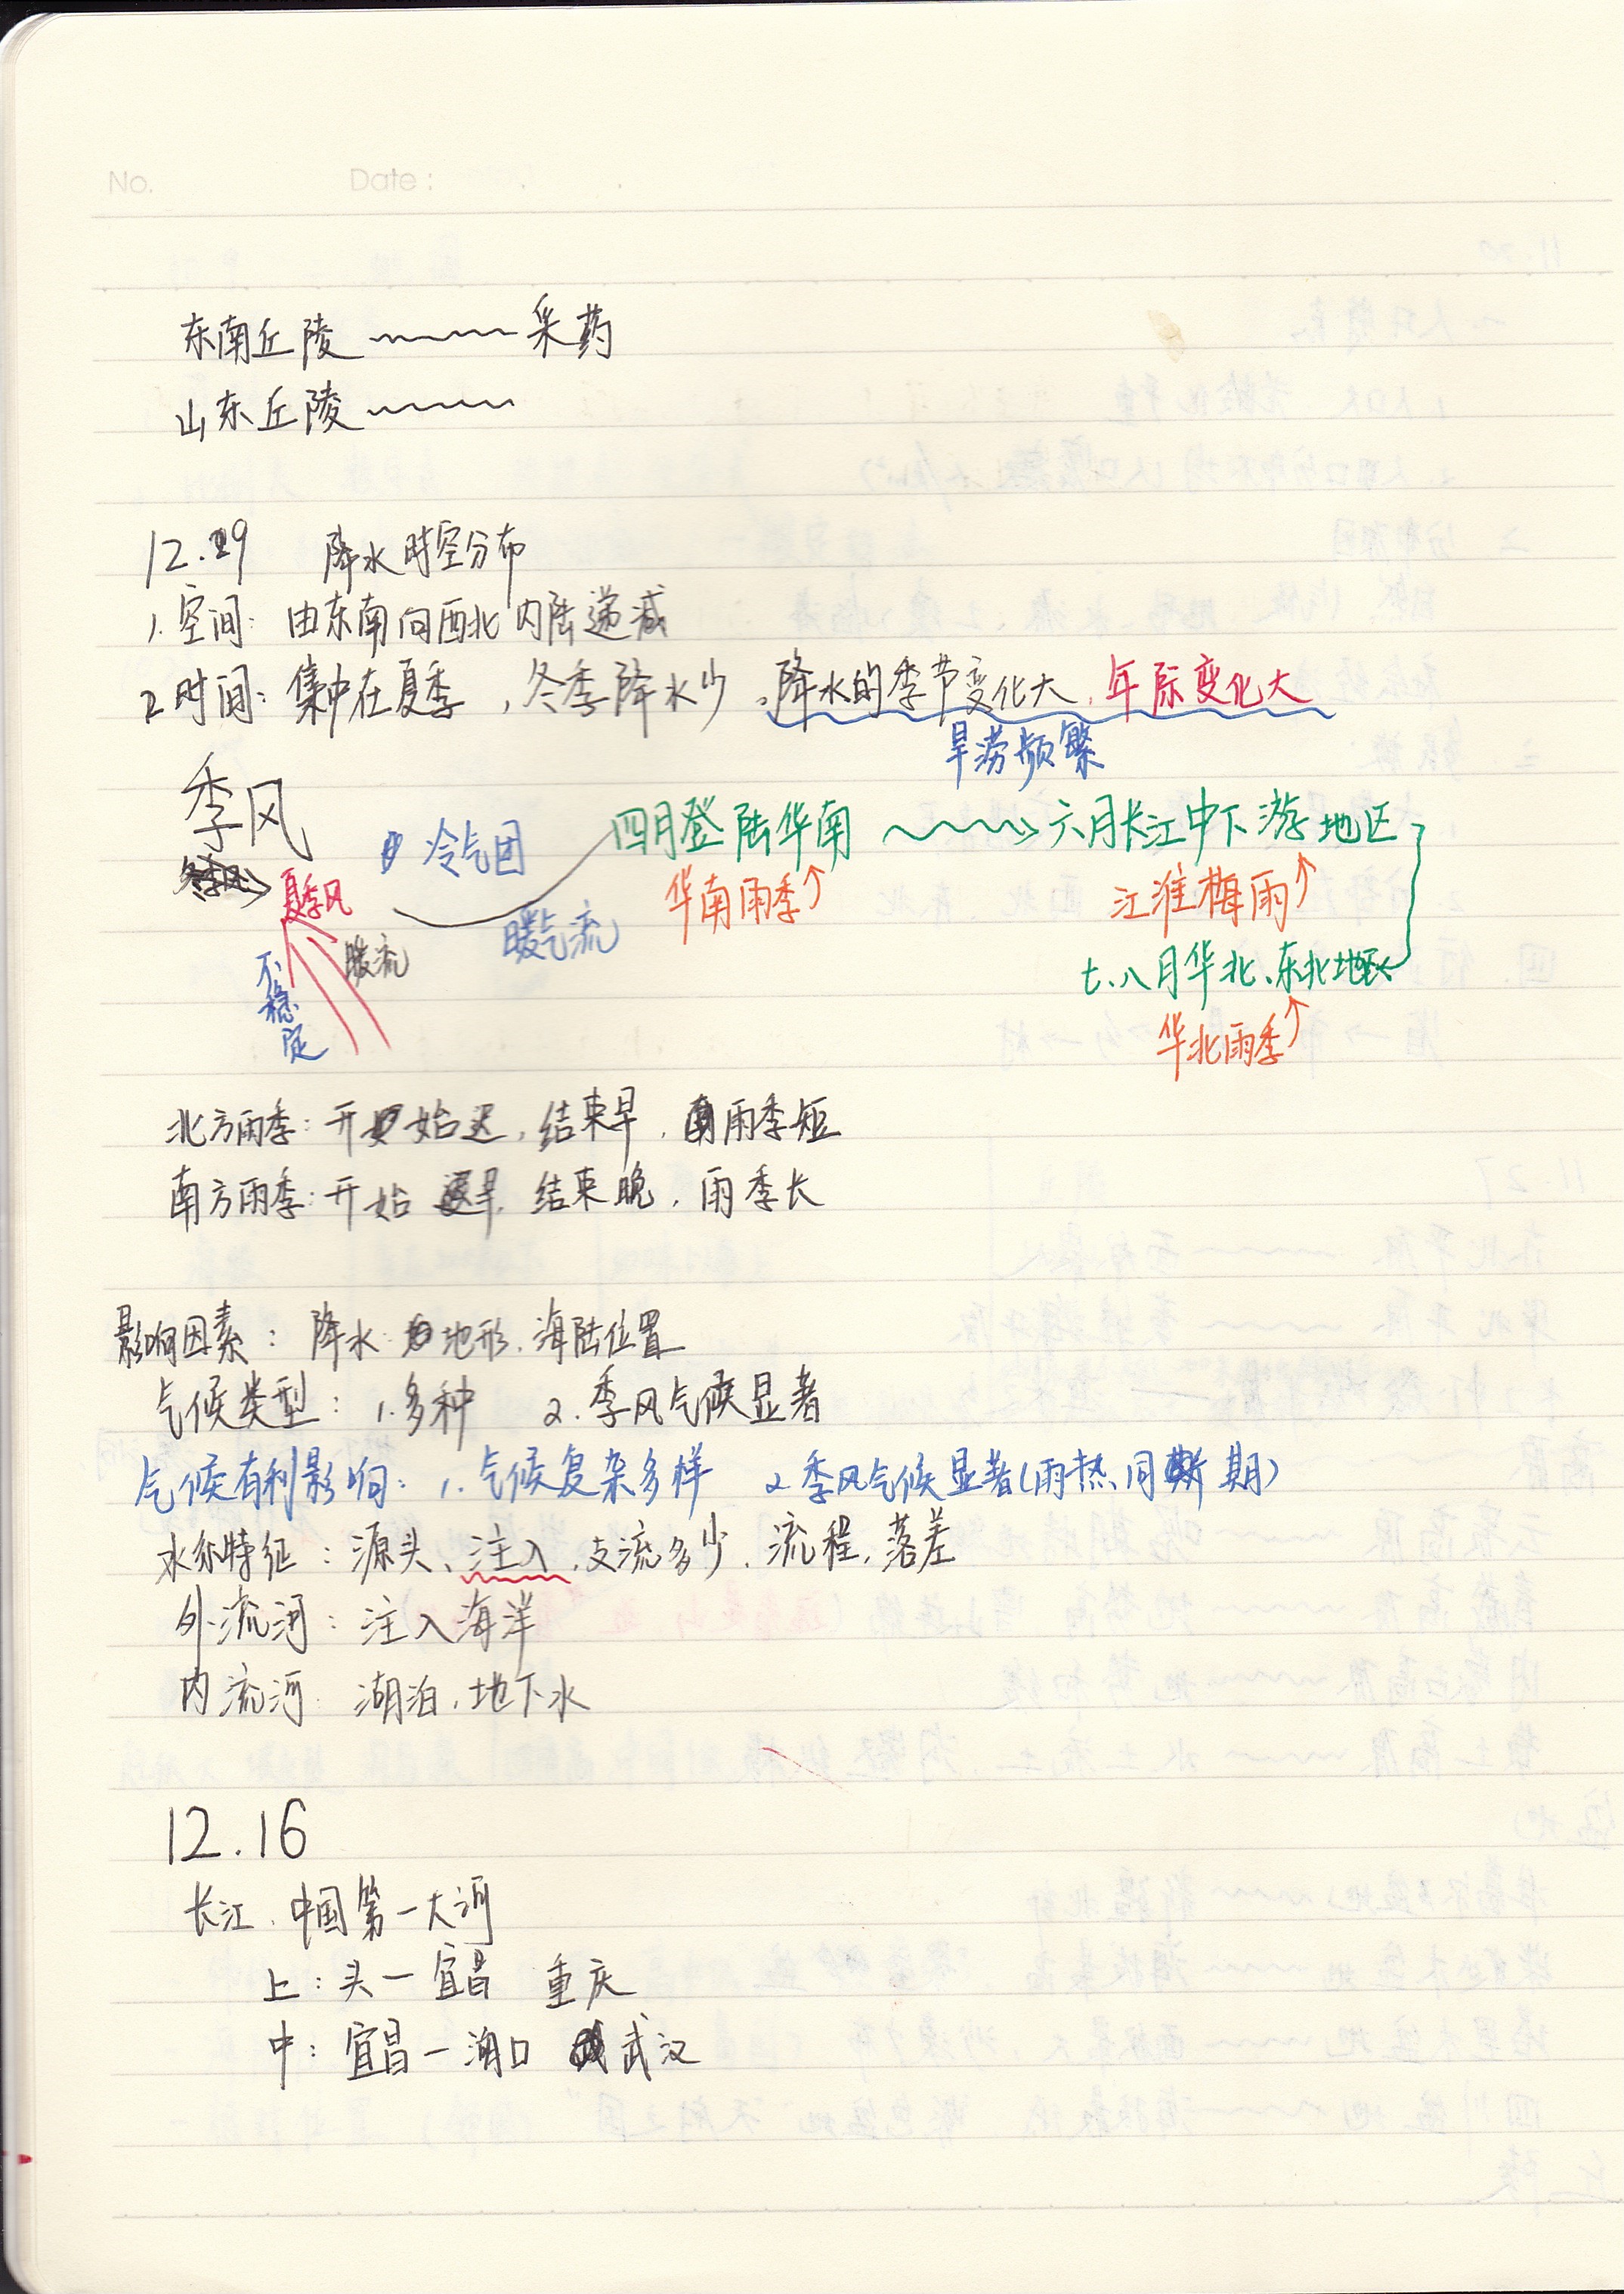 No. Date:
东南丘陵 采药
山东丘陵
12.29 降水时空分布
1.空间：由东南向西北内陆递减
2.时间：集中在夏季，冬季降水少，降水的季节变化大，年际变化大
旱涝频繁
季风
冷气团 四月登陆华南 六月长江中下游地区
夏季风 华南雨季 江淮梅雨
暖流 暖气流
不稳定 七、八月华北、东北地区
华北雨季
北方雨季：开始迟，结束早，雨季短
南方雨季：开始早，结束晚，雨季长
影响因素：降水：地形、海陆位置
气候类型：1.多种 2.季风气候显著
气候有利影响：1.气候复杂多样 2.季风气候显著(雨热同期)
水系特征：源头、注入、支流多少、流程、落差
外流河：注入海洋
内流河：湖泊、地下水
12.16
长江：中国第一大河
上：头一宜昌 重庆
中：宜昌一湖口 武汉